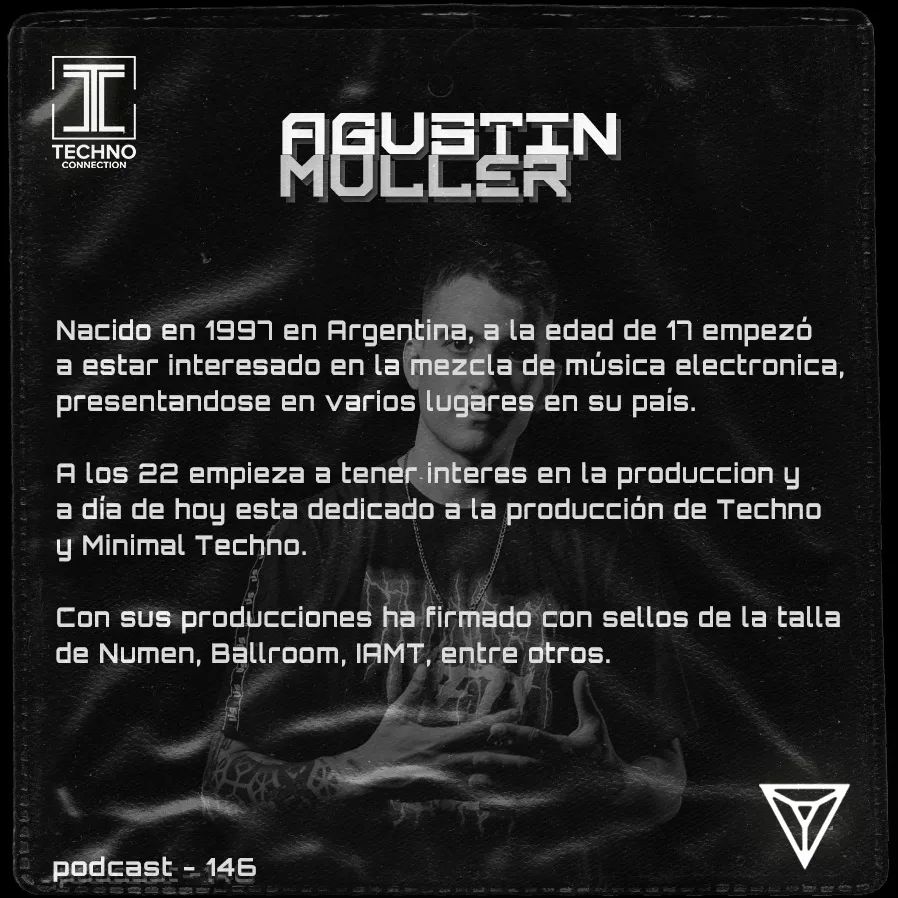 TECHNO
CONNECTION
AGUSTIN
MULLER
Nacido en 1997 en Argentina, a la edad de 17 empezó
a estar interesado en la mezcla de música electronica,
presentandose en varios lugares en su país.
A los 22 empieza a tener interes en la produccion y
a día de hoy esta dedicado a la producción de Techno
y Minimal Techno.
Con sus producciones ha firmado con sellos de la talla
de Numen, Ballroom, IAMT, entre otros.
podcast - 146